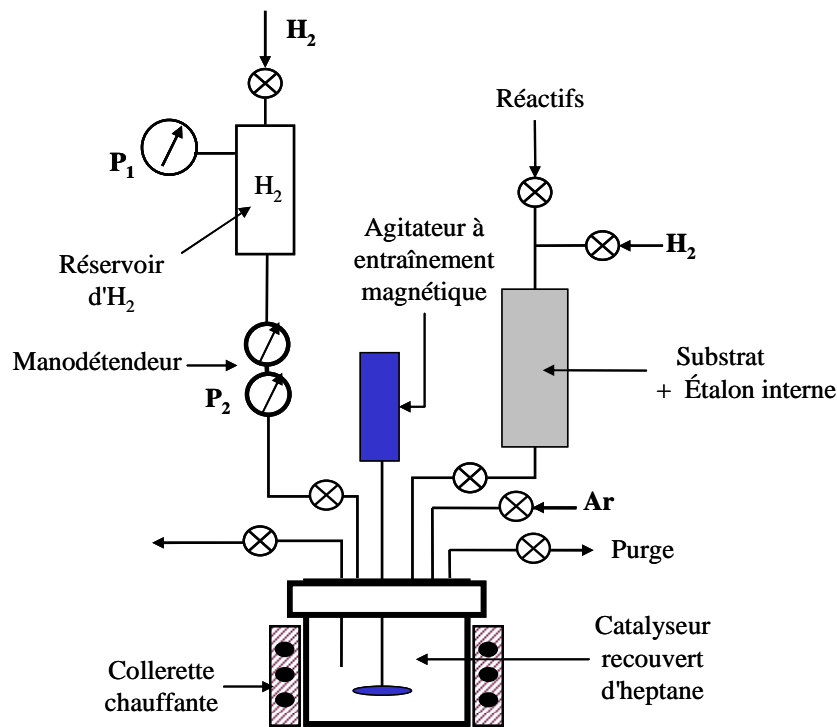 H2
Réactifs
P1
H2
Agitateur à
entraînement
magnétique
H2
Réservoir
d'H2
Manodétendeur
Substrat
+ Étalon interne
P2
Ar
Purge
Catalyseur
recouvert
d'heptane
Collerette
chauffante